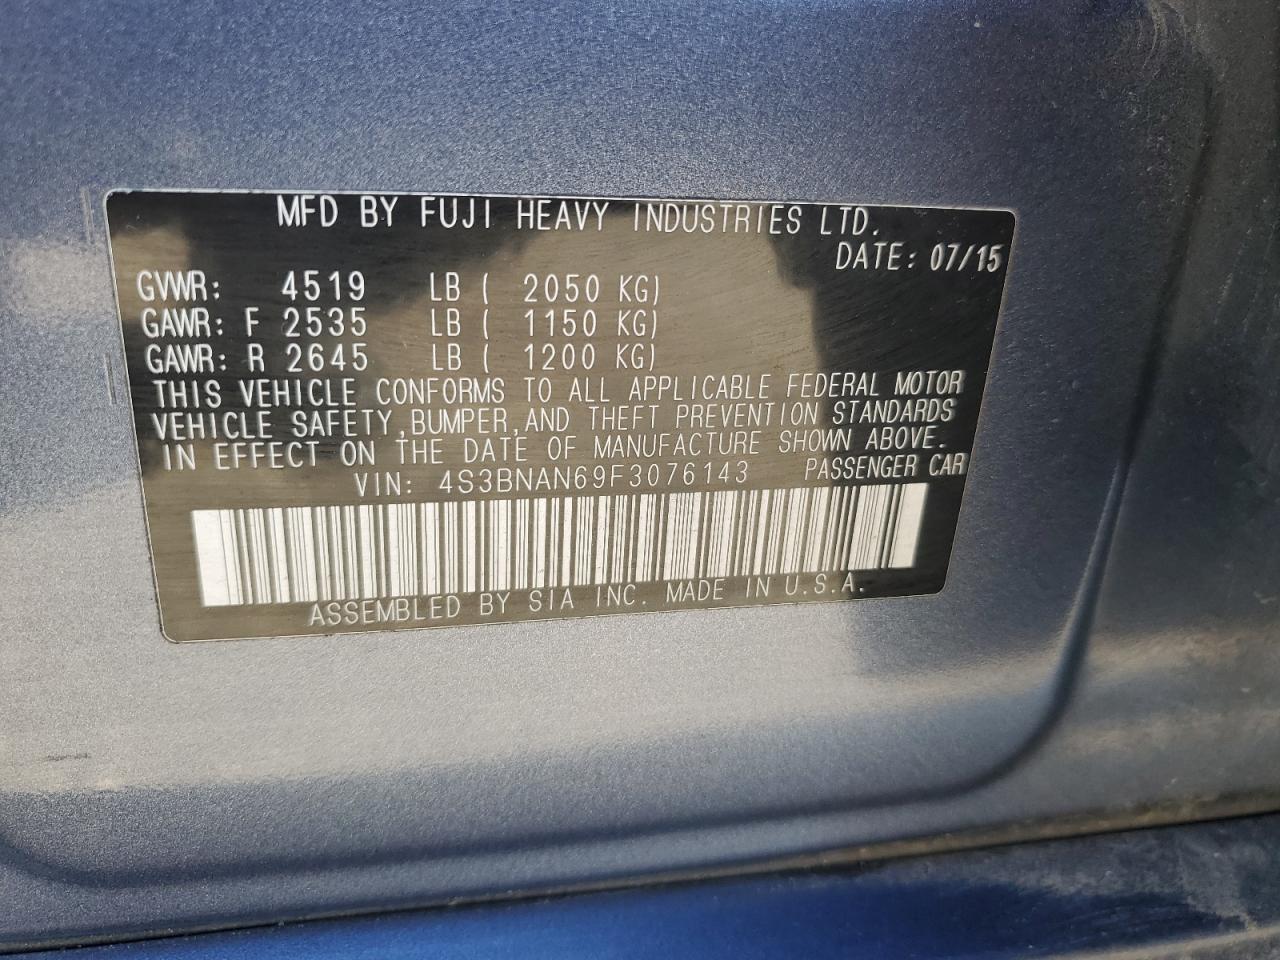 MFD BY FUJI HEAVY INDUSTRIES LTD.
DATE: 07/15
GVWR: 4519 LB ( 2050 KG)
GAWR: F 2535 LB ( 1150 KG)
GAWR: R 2645 LB ( 1200 KG)
THIS VEHICLE CONFORMS TO ALL APPLICABLE FEDERAL MOTOR
VEHICLE SAFETY, BUMPER, AND THEFT PREVENTION STANDARDS
IN EFFECT ON THE DATE OF MANUFACTURE SHOWN ABOVE.
VIN: 4S3BNAN69F3076143 PASSENGER CAR
ASSEMBLED BY SIA INC. MADE IN U.S.A.